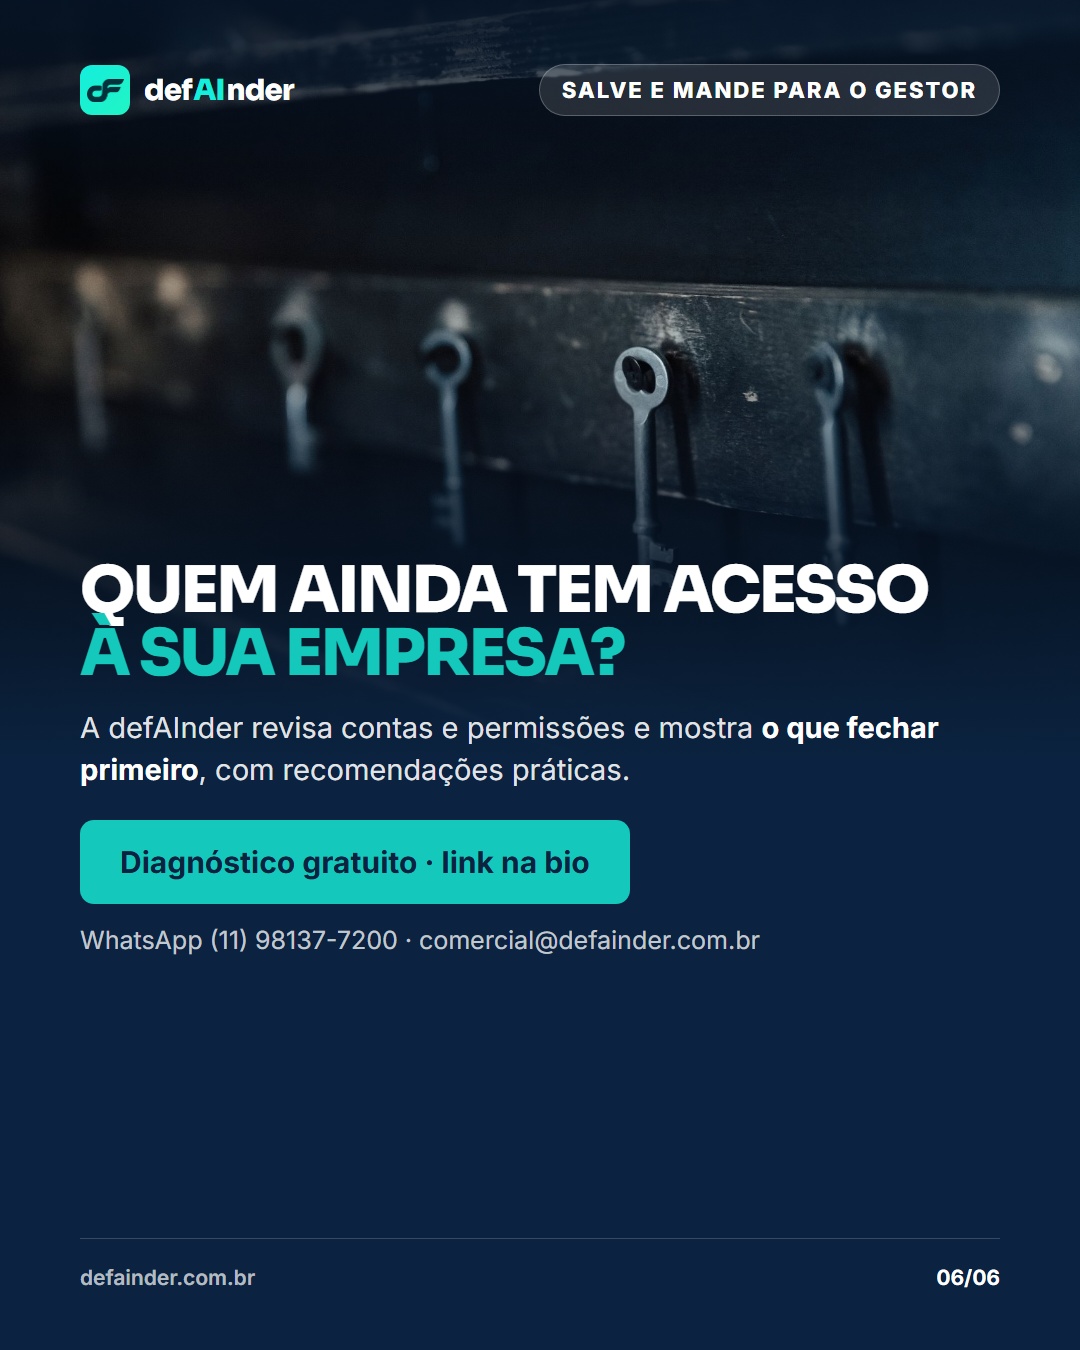 defAInder
SALVE E MANDE PARA O GESTOR
QUEM AINDA TEM ACESSO
À SUA EMPRESA?
A defAInder revisa contas e permissões e mostra o que fechar
primeiro, com recomendações práticas.
Diagnóstico gratuito · link na bio
WhatsApp (11) 98137-7200 · comercial@defainder.com.br
defainder.com.br
06/06